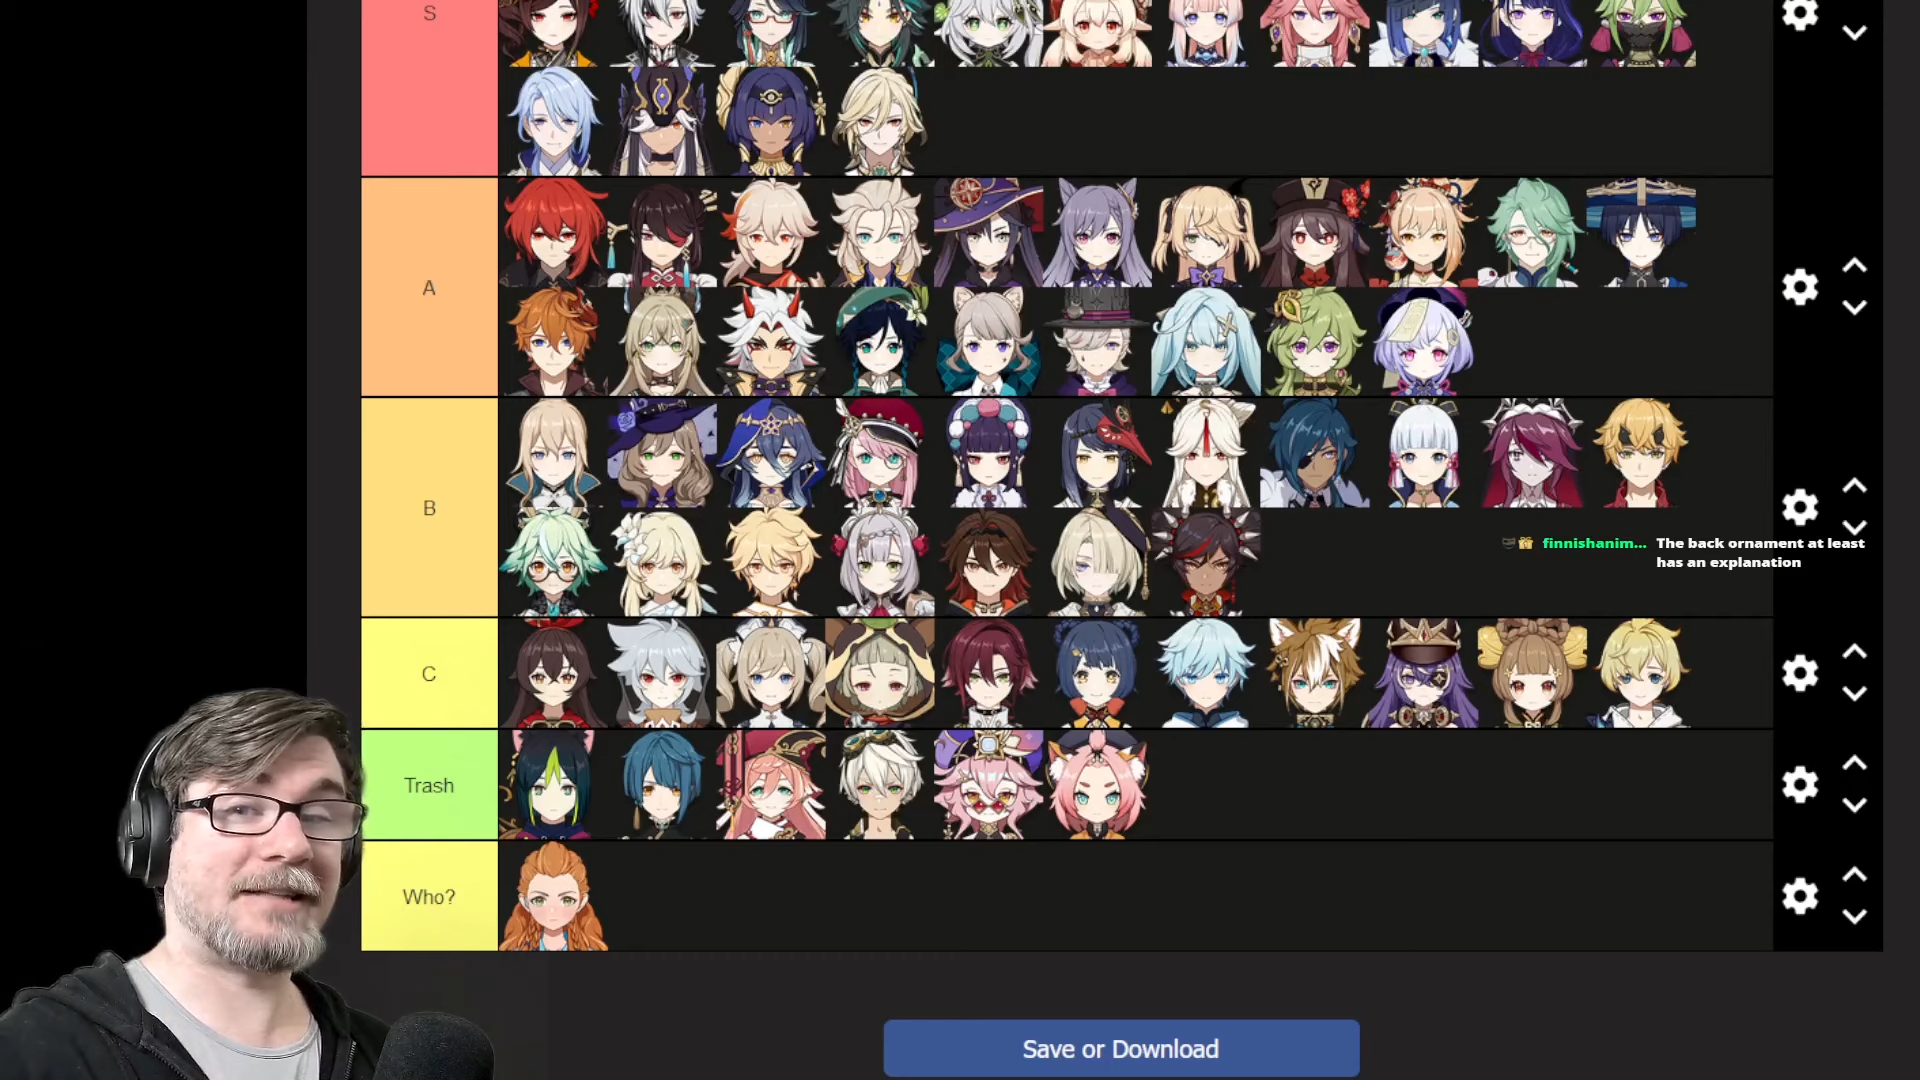 S
A
B
finnishanim... The back ornament at least
has an explanation
C
Trash
Who?
Save or Download